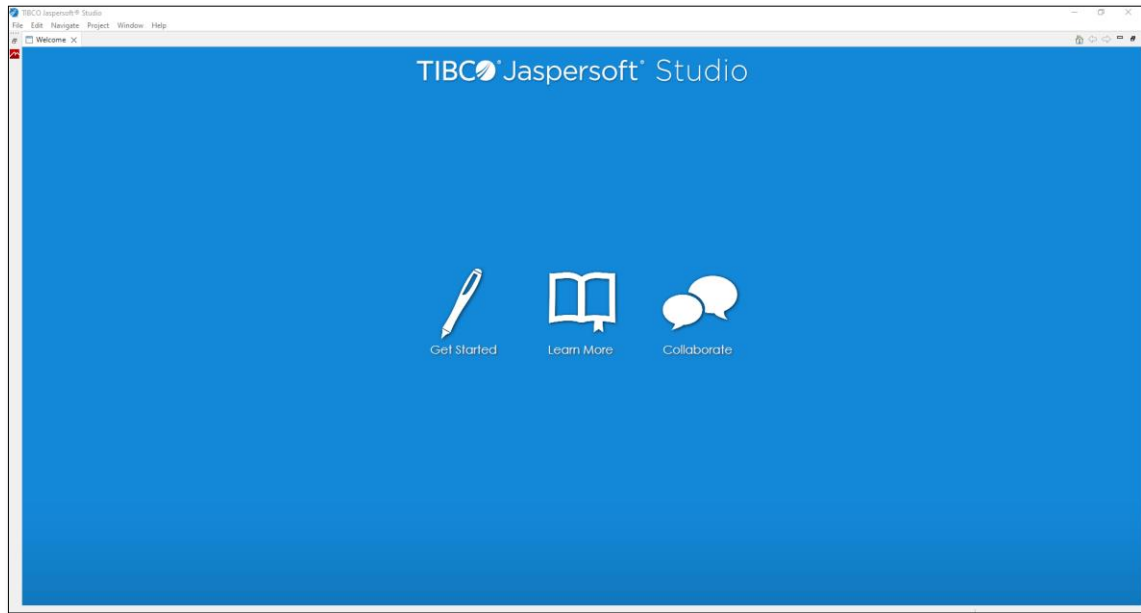 TIBCO Jaspersoft® Studio
File Edit Navigate Project Window Help
Welcome
TIBCO® Jaspersoft® Studio
Get Started Learn More Collaborate